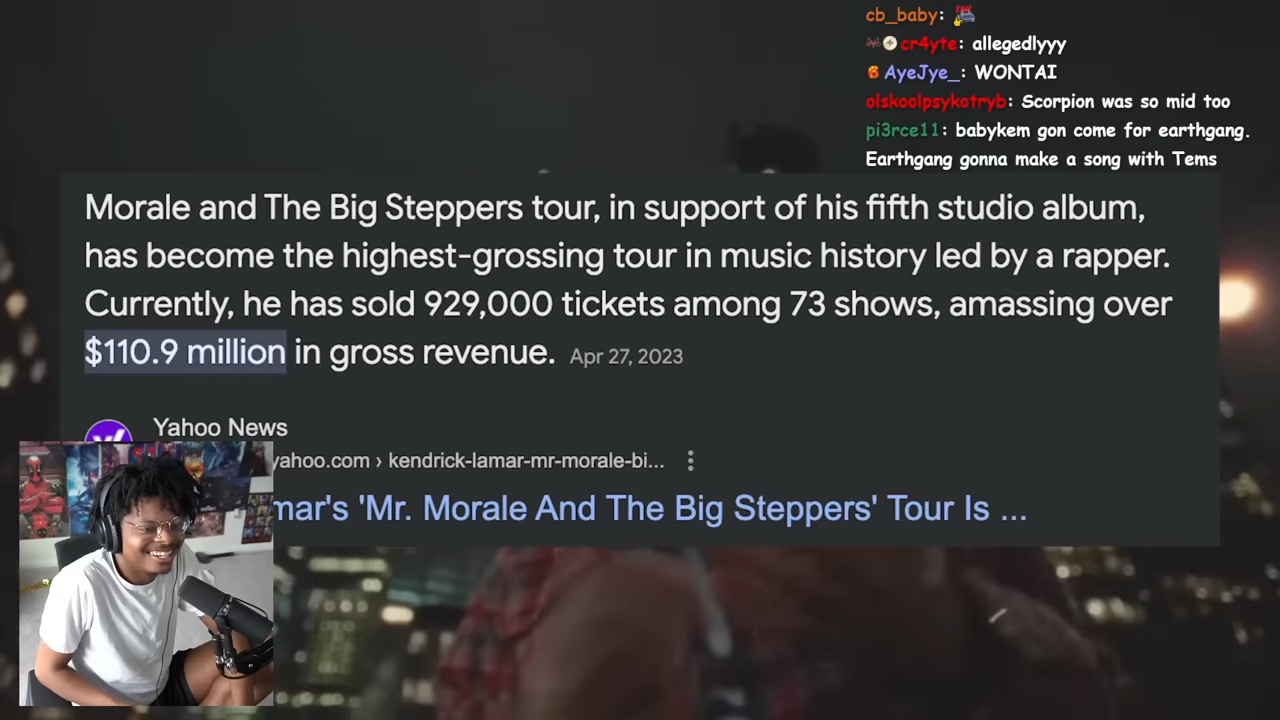 cb_baby:
cr4yte: allegedlyyy
AyeJye_: WONTAI
olskoolpsykotryb: Scorpion was so mid too
pi3rce11: babykem gon come for earthgang.
Earthgang gonna make a song with Tems
Morale and The Big Steppers tour, in support of his fifth studio album,
has become the highest-grossing tour in music history led by a rapper.
Currently, he has sold 929,000 tickets among 73 shows, amassing over
$110.9 million in gross revenue. Apr 27, 2023
Yahoo News
yahoo.com › kendrick-lamar-mr-morale-bi...
mar's 'Mr. Morale And The Big Steppers' Tour Is ...